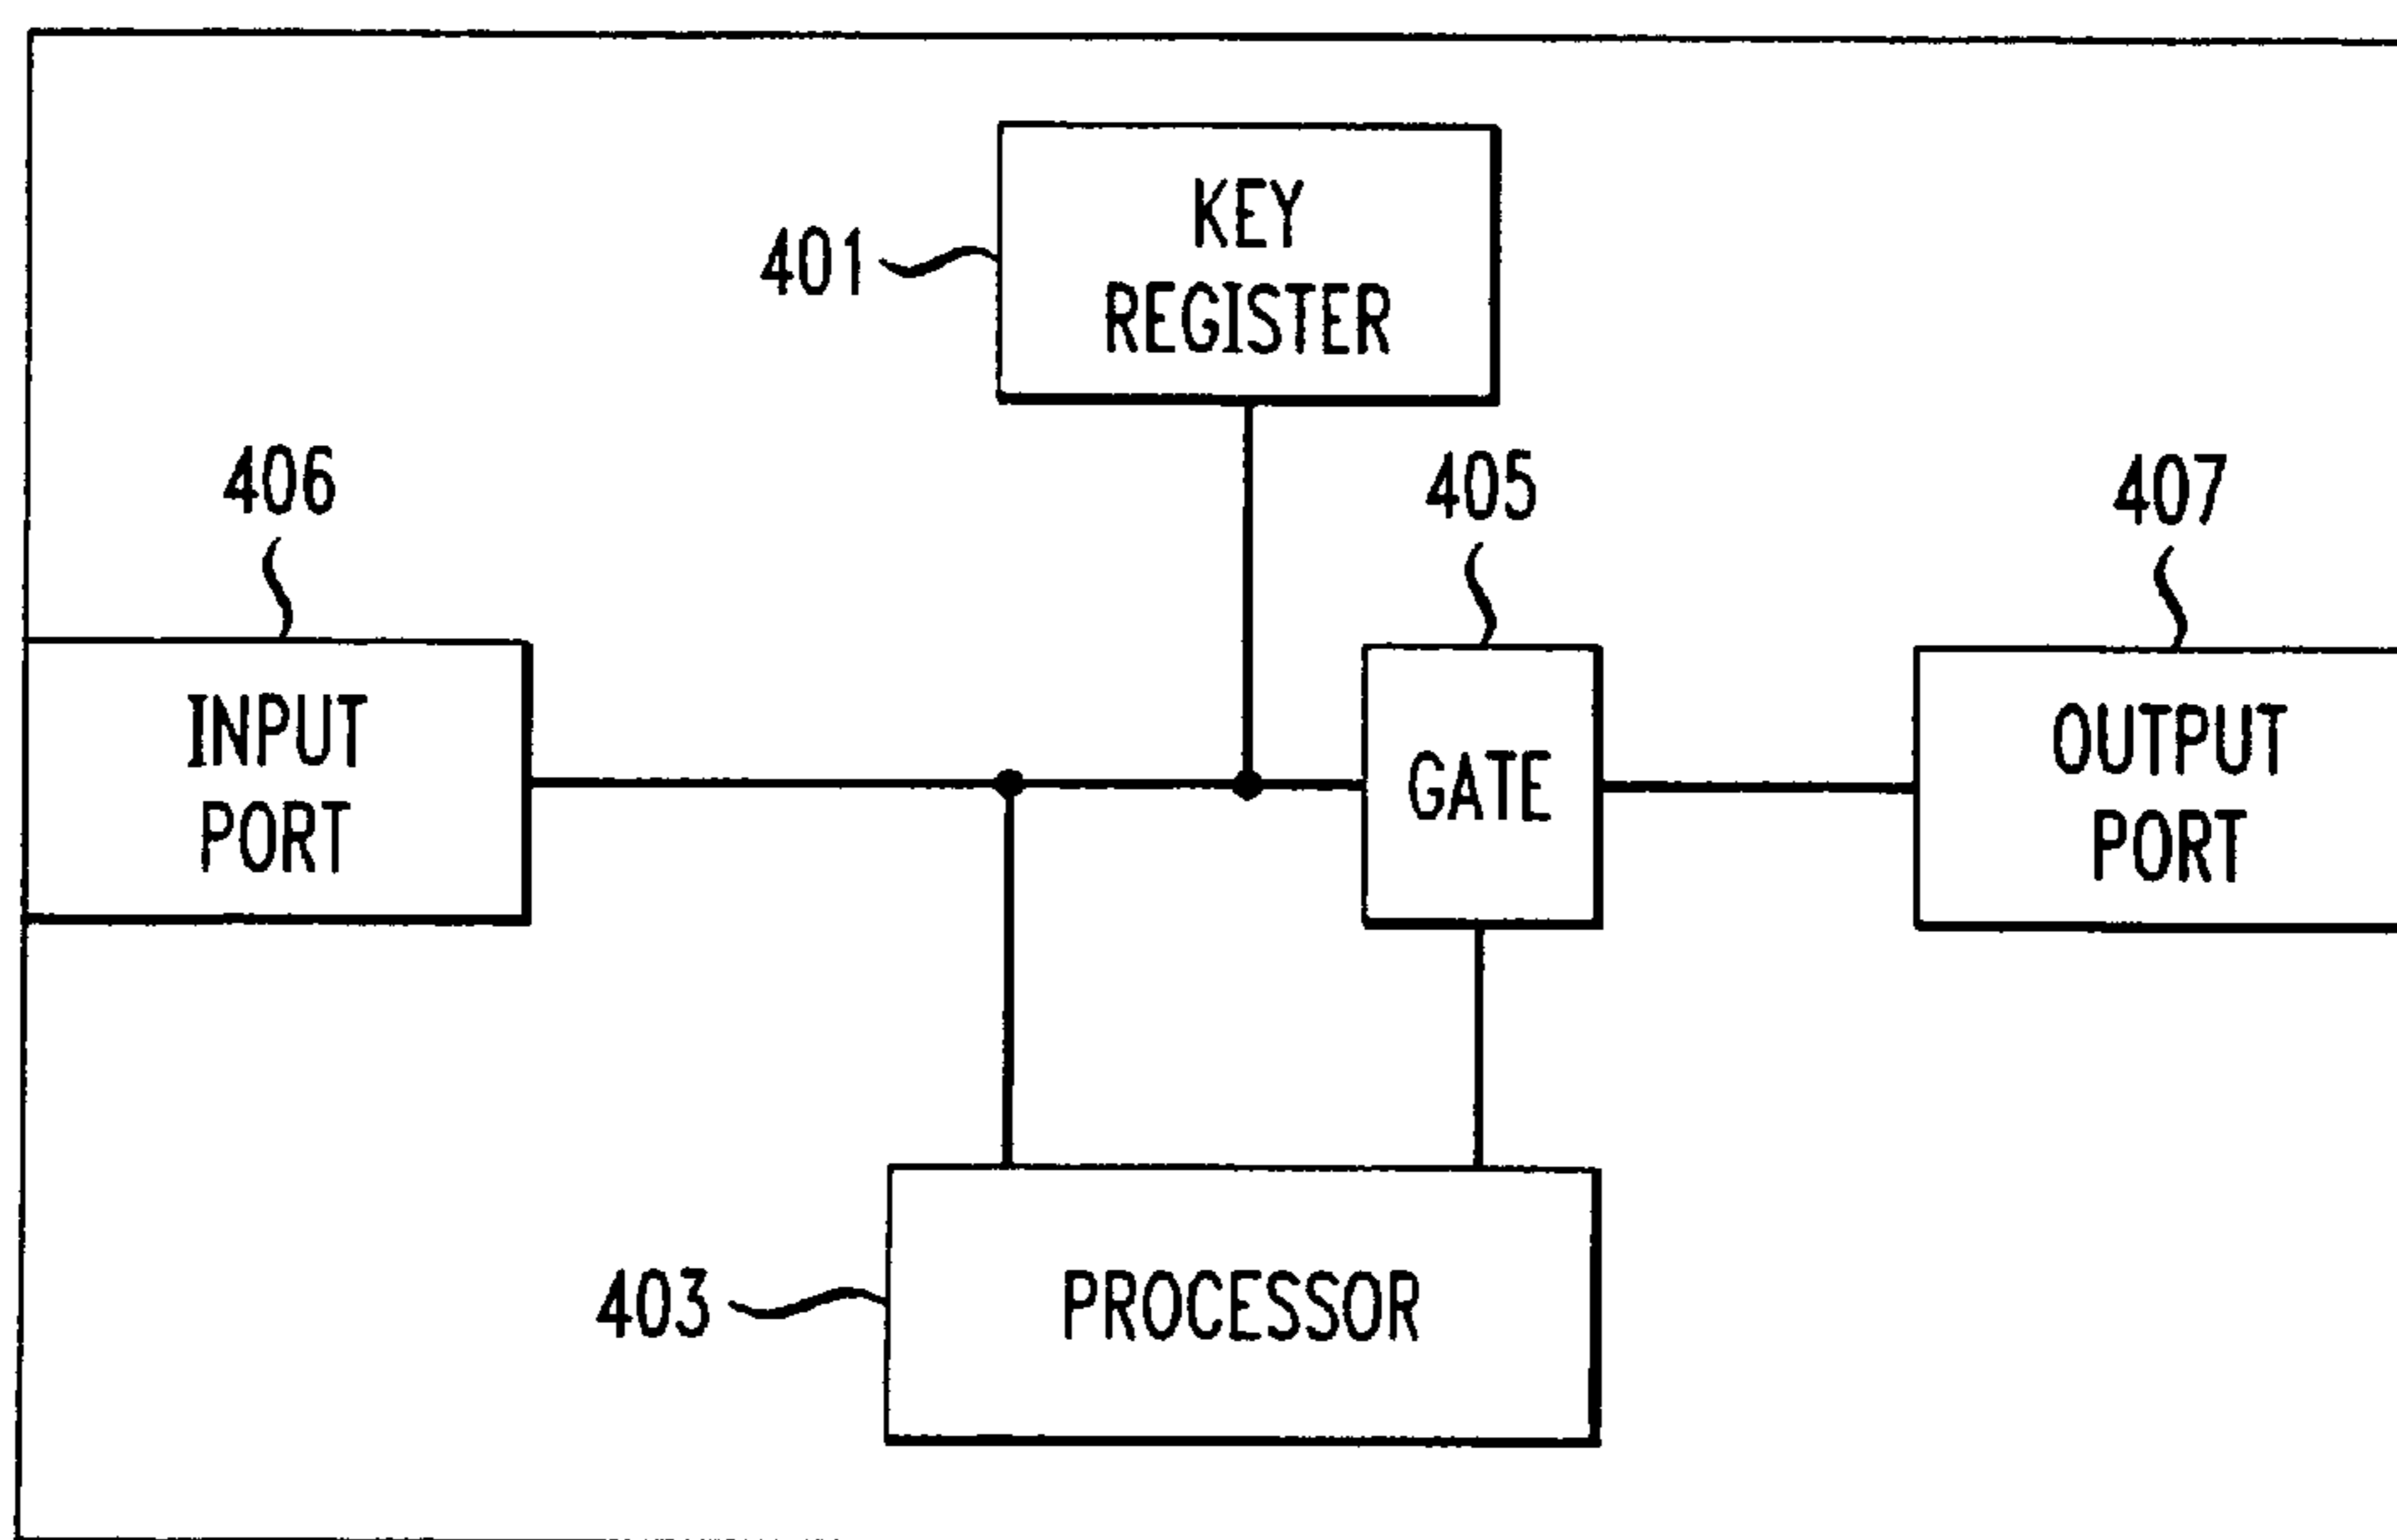 401
KEY
REGISTER
406
405
407
INPUT
PORT
GATE
OUTPUT
PORT
403
PROCESSOR